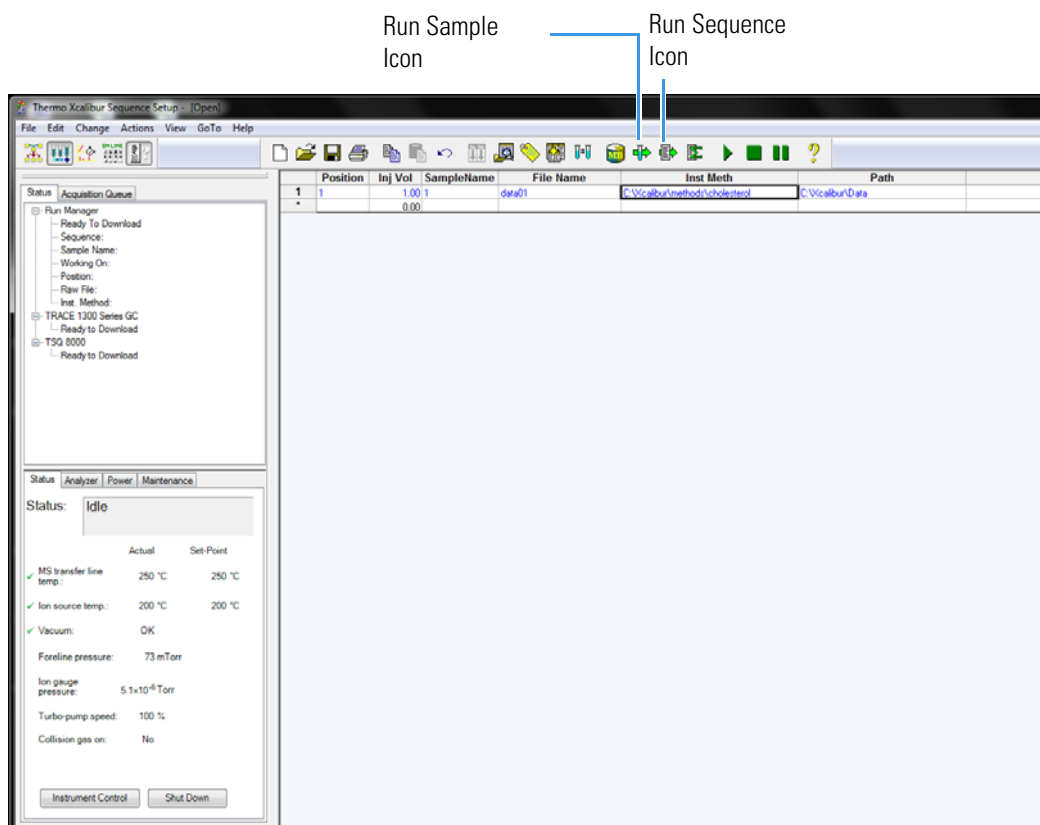 Run Sample
Icon
Run Sequence
Icon
Thermo Xcalibur Sequence Setup - [Open]
File Edit Change Actions View GoTo Help
MB
?
Position Inj Vol SampleName File Name Inst Meth Path
1 1 1.00 1 data01 C:\Xcalibur\methods\cholesterol C:\Xcalibur\Data
* 0.00
Status Acquisition Queue
Run Manager
Ready To Download
Sequence:
Sample Name:
Working On:
Position:
Raw File:
Inst. Method:
TRACE 1300 Series GC
Ready to Download
TSQ 8000
Ready to Download
Status Analyzer Power Maintenance
Status: Idle
Actual Set-Point
MS transfer line
temp.: 250 °C 250 °C
Ion source temp.: 200 °C 200 °C
Vacuum: OK
Foreline pressure: 73 mTorr
Ion gauge
pressure: 5.1×10⁻⁶ Torr
Turbo-pump speed: 100 %
Collision gas on: No
Instrument Control Shut Down